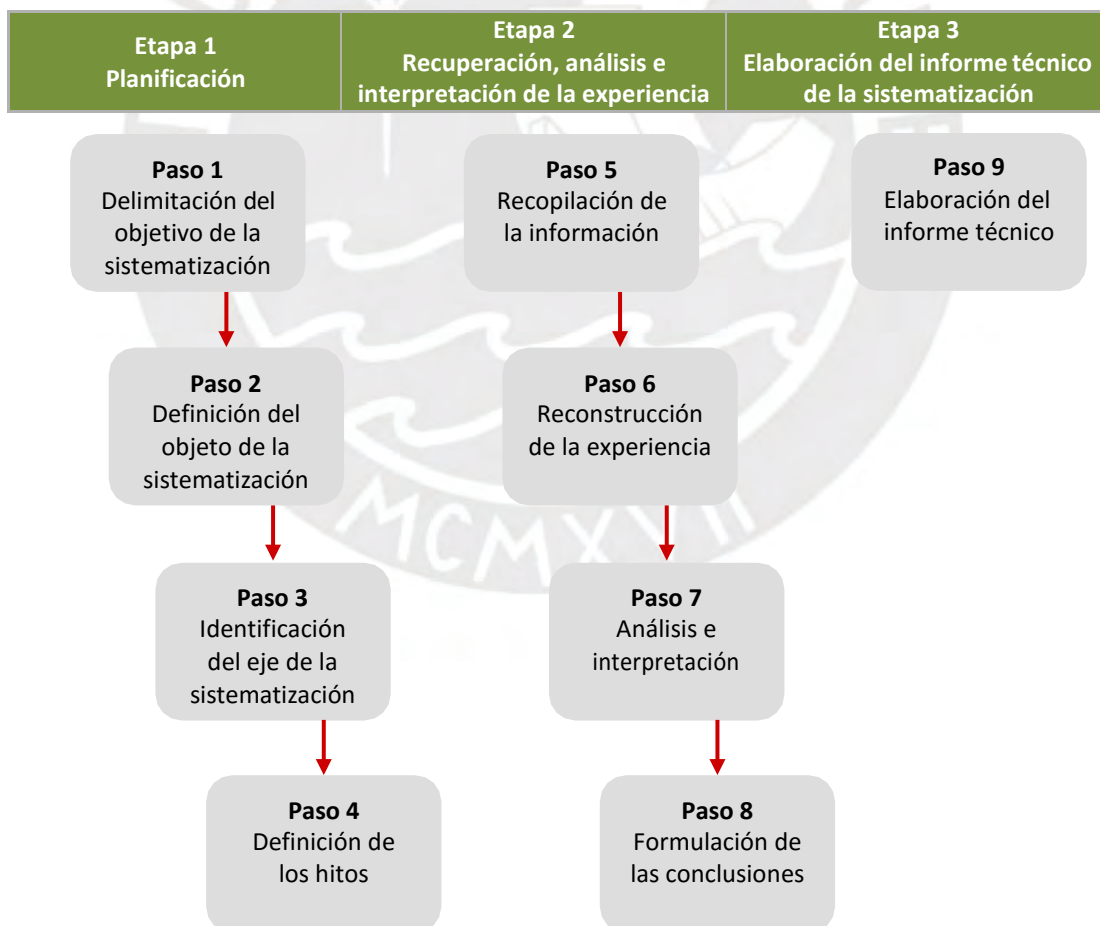 Etapa 1
Planificación
Etapa 2
Recuperación, análisis e
interpretación de la experiencia
Etapa 3
Elaboración del informe técnico
de la sistematización
Paso 1
Delimitación del
objetivo de la
sistematización
Paso 2
Definición del
objeto de la
sistematización
Paso 3
Identificación
del eje de la
sistematización
Paso 4
Definición de
los hitos
Paso 5
Recopilación de
la información
Paso 6
Reconstrucción
de la experiencia
Paso 7
Análisis e
interpretación
Paso 8
Formulación de
las conclusiones
Paso 9
Elaboración del
informe técnico
MCMXVII